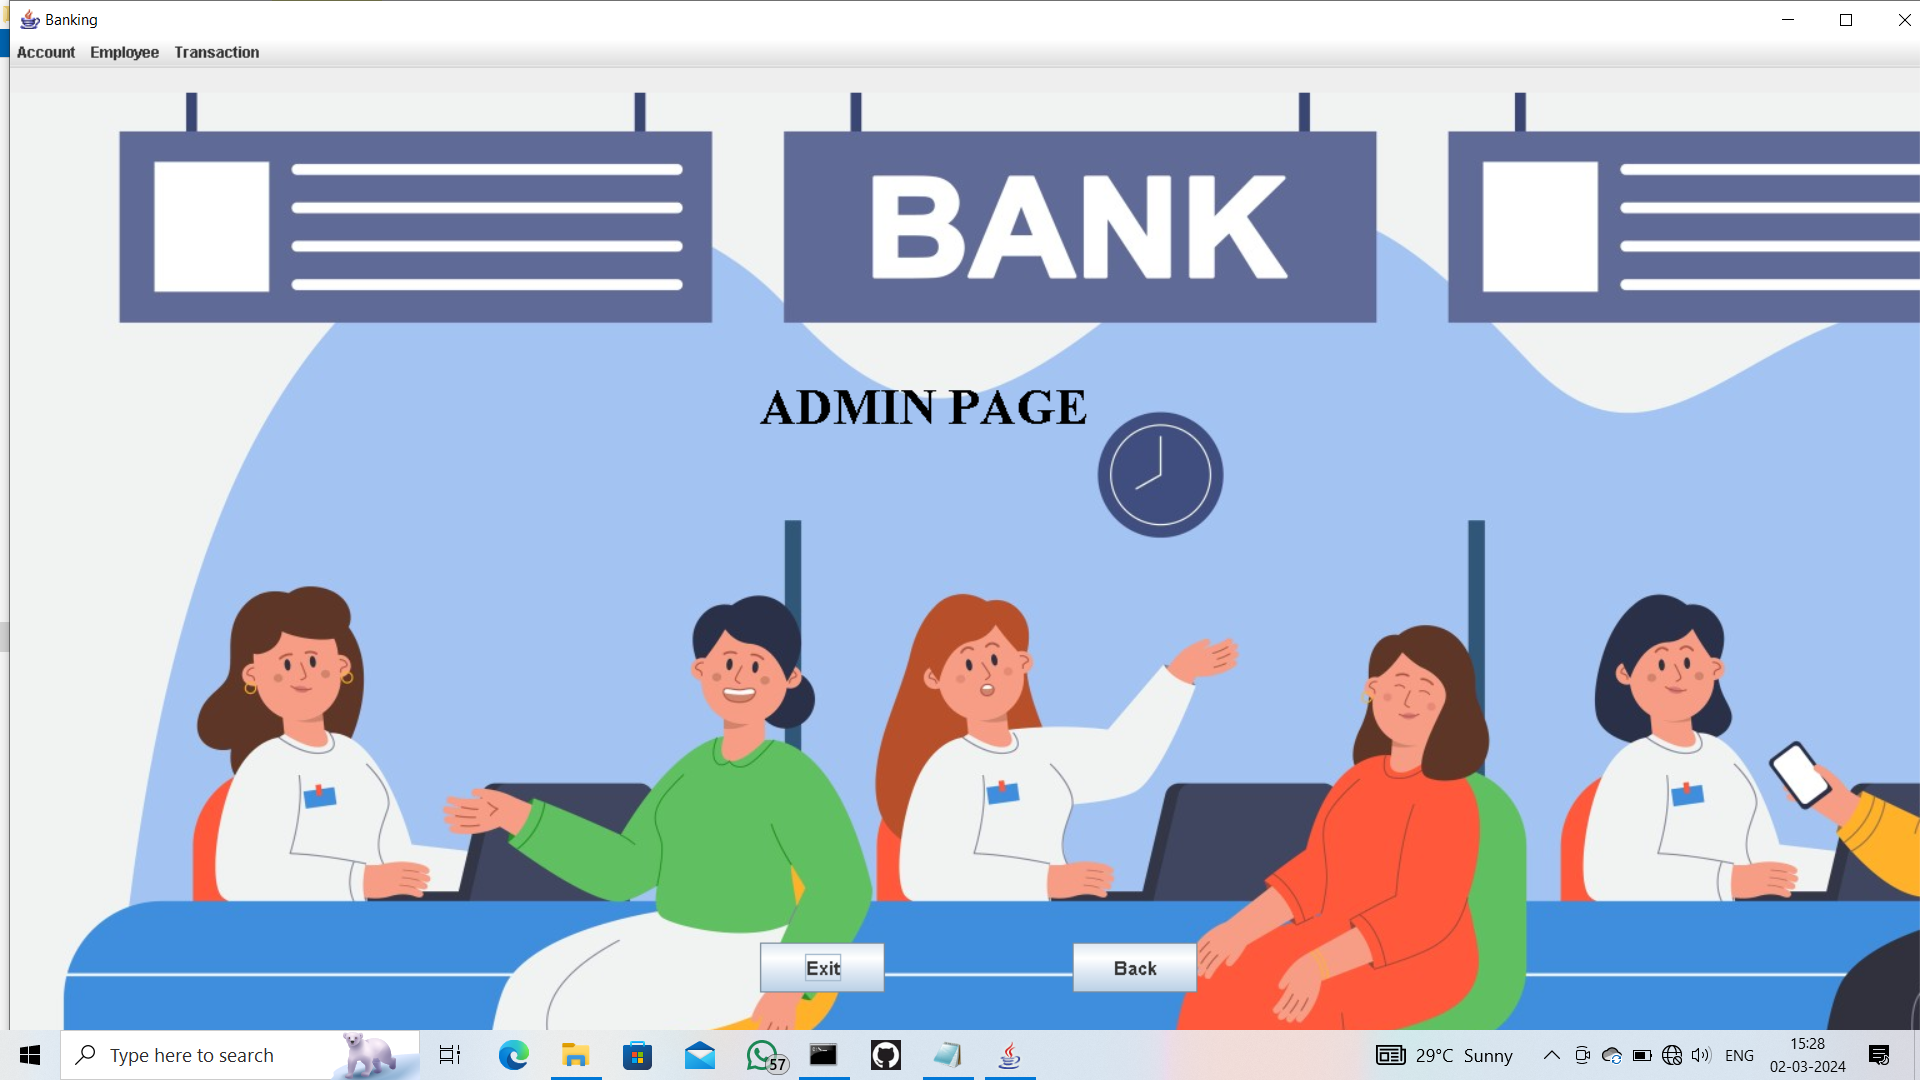 Banking
Account Employee Transaction
BANK
ADMIN PAGE
Exit Back
Type here to search
57
29°C Sunny
ENG
15:28
02-03-2024